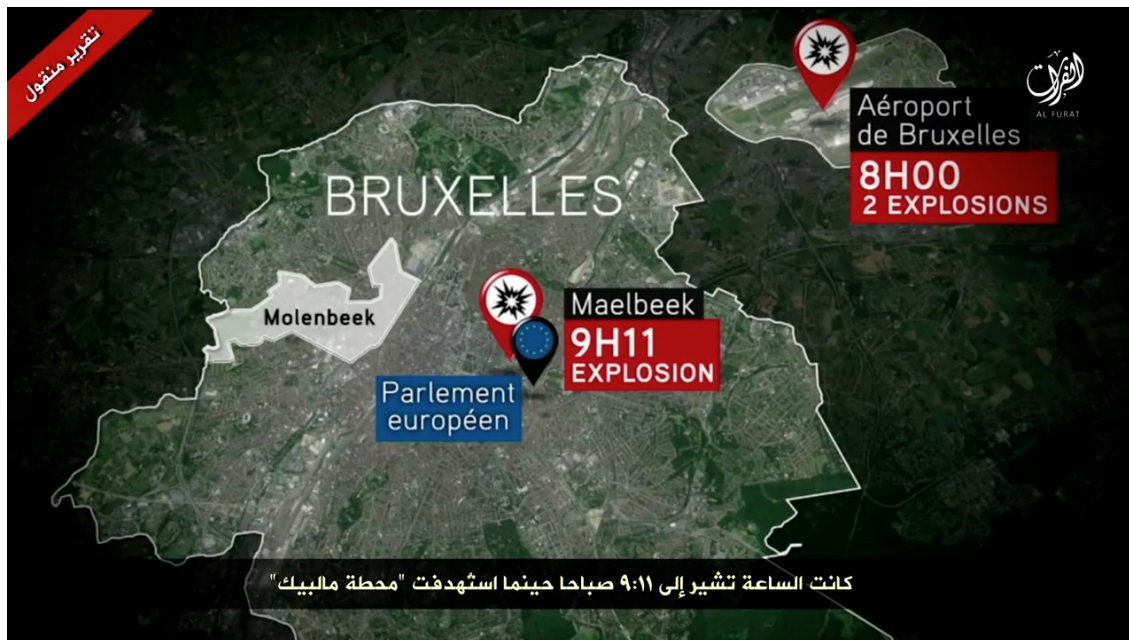 تقرير منقول
الفرات
AL FURAT
Aéroport
de Bruxelles
8H00
2 EXPLOSIONS
BRUXELLES
Molenbeek
Maelbeek
9H11
EXPLOSION
Parlement
européen
كانت الساعة تشير إلى ٩:١١ صباحا حينما استهدفت "محطة مالبيك"